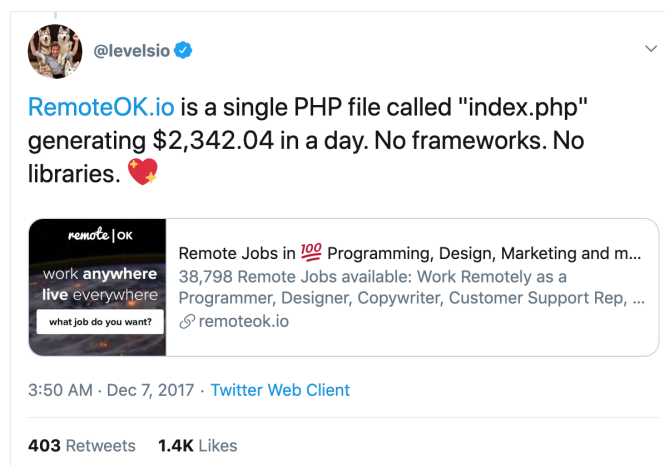 @levelsio
RemoteOK.io is a single PHP file called "index.php"
generating $2,342.04 in a day. No frameworks. No
libraries. 💖
remote | OK
work anywhere
live everywhere
what job do you want?
Remote Jobs in 💯 Programming, Design, Marketing and m...
38,798 Remote Jobs available: Work Remotely as a
Programmer, Designer, Copywriter, Customer Support Rep, ...
remoteok.io
3:50 AM · Dec 7, 2017 · Twitter Web Client
403 Retweets 1.4K Likes